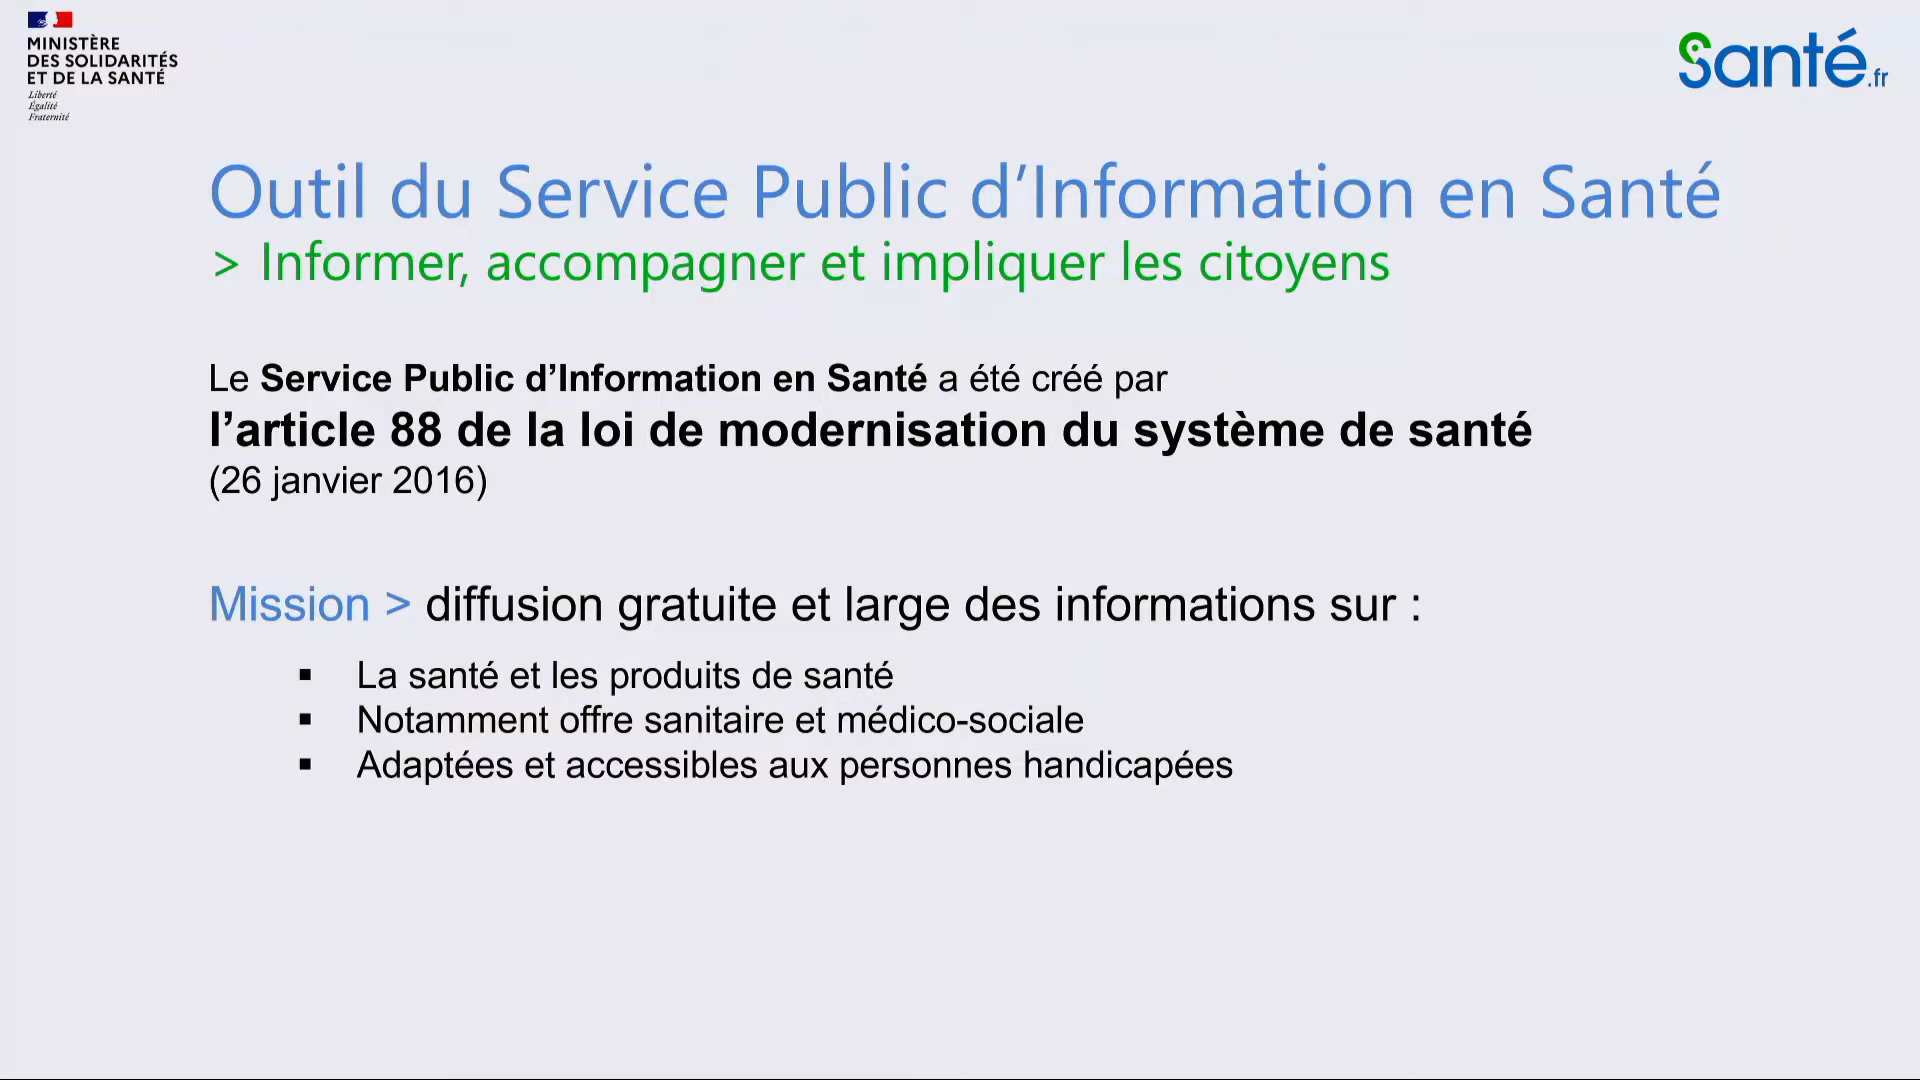 MINISTÈRE
DES SOLIDARITÉS
ET DE LA SANTÉ
Liberté
Égalité
Fraternité
Santé.fr
Outil du Service Public d’Information en Santé
> Informer, accompagner et impliquer les citoyens
Le Service Public d’Information en Santé a été créé par
l’article 88 de la loi de modernisation du système de santé
(26 janvier 2016)
Mission > diffusion gratuite et large des informations sur :
▪ La santé et les produits de santé
▪ Notamment offre sanitaire et médico-sociale
▪ Adaptées et accessibles aux personnes handicapées